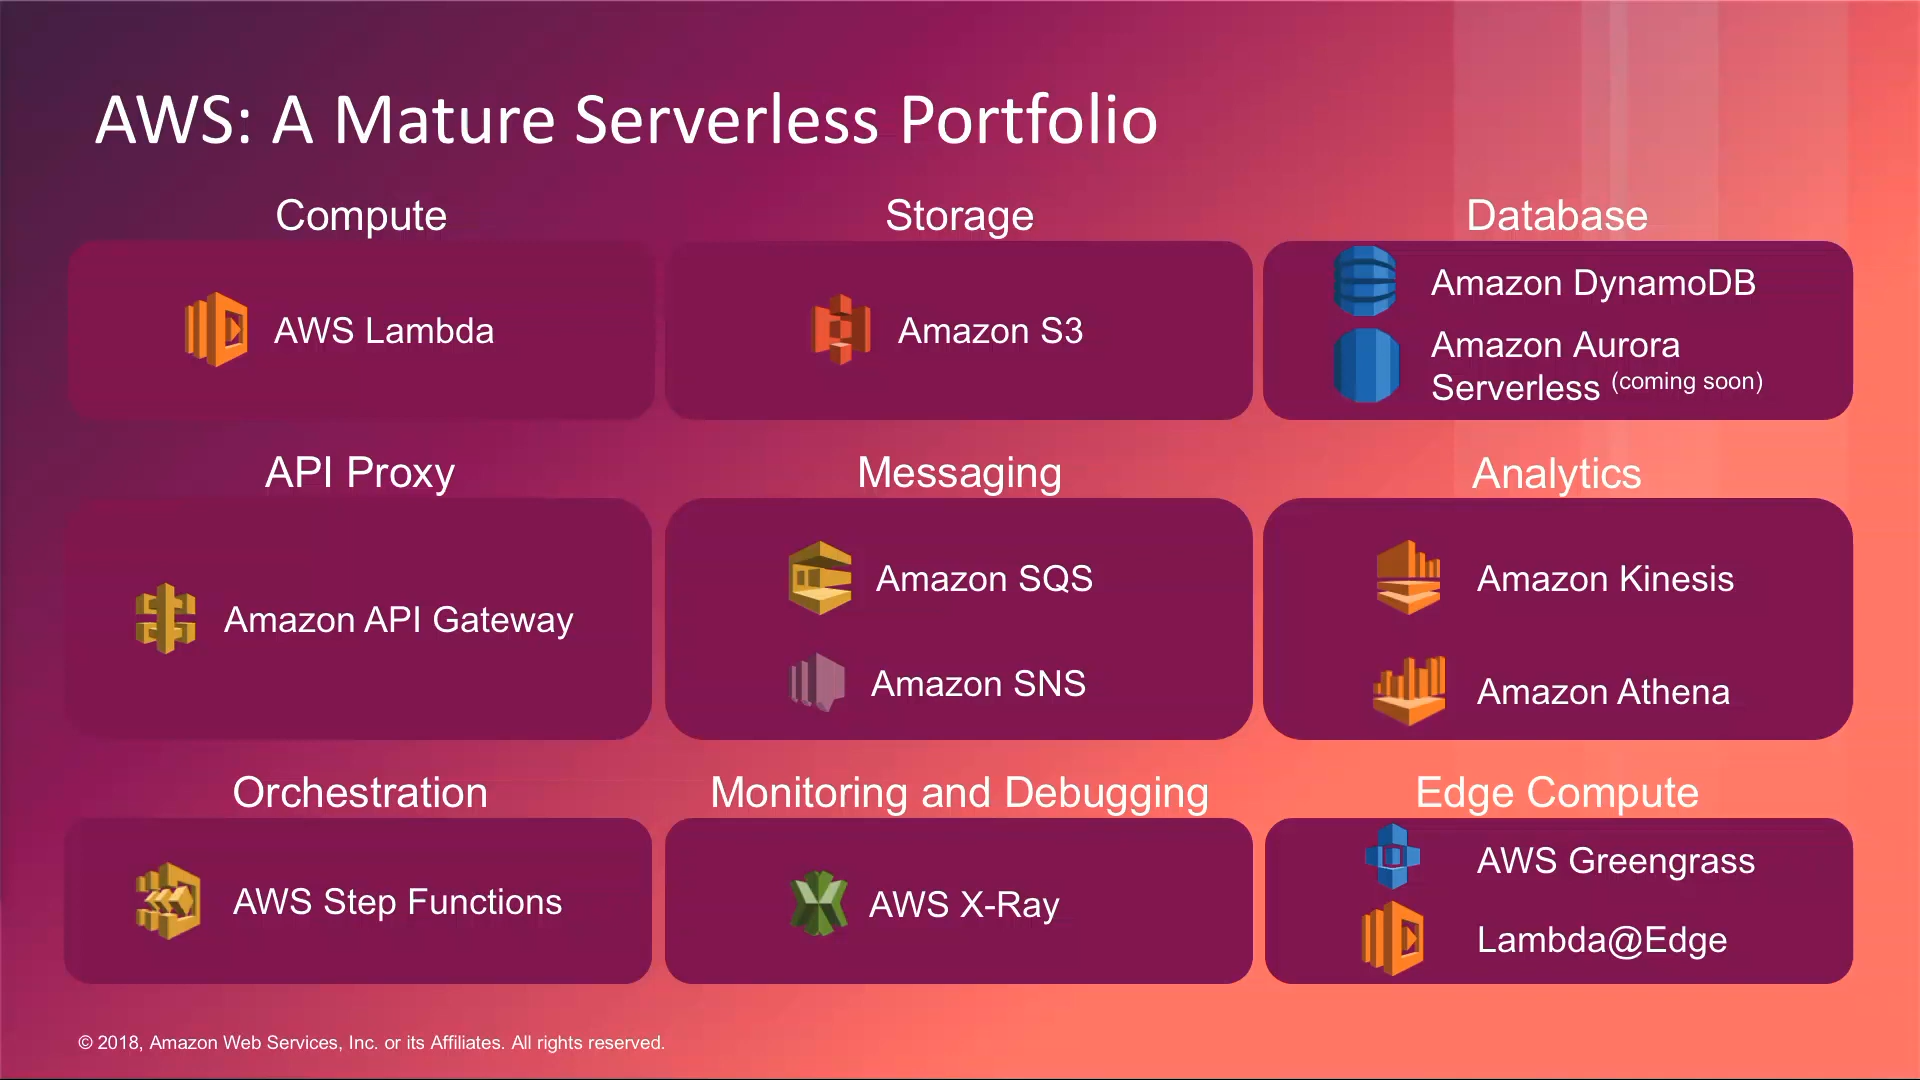 AWS: A Mature Serverless Portfolio
Compute
AWS Lambda
Storage
Amazon S3
Database
Amazon DynamoDB
Amazon Aurora
Serverless (coming soon)
API Proxy
Amazon API Gateway
Messaging
Amazon SQS
Amazon SNS
Analytics
Amazon Kinesis
Amazon Athena
Orchestration
AWS Step Functions
Monitoring and Debugging
AWS X-Ray
Edge Compute
AWS Greengrass
Lambda@Edge
© 2018, Amazon Web Services, Inc. or its Affiliates. All rights reserved.